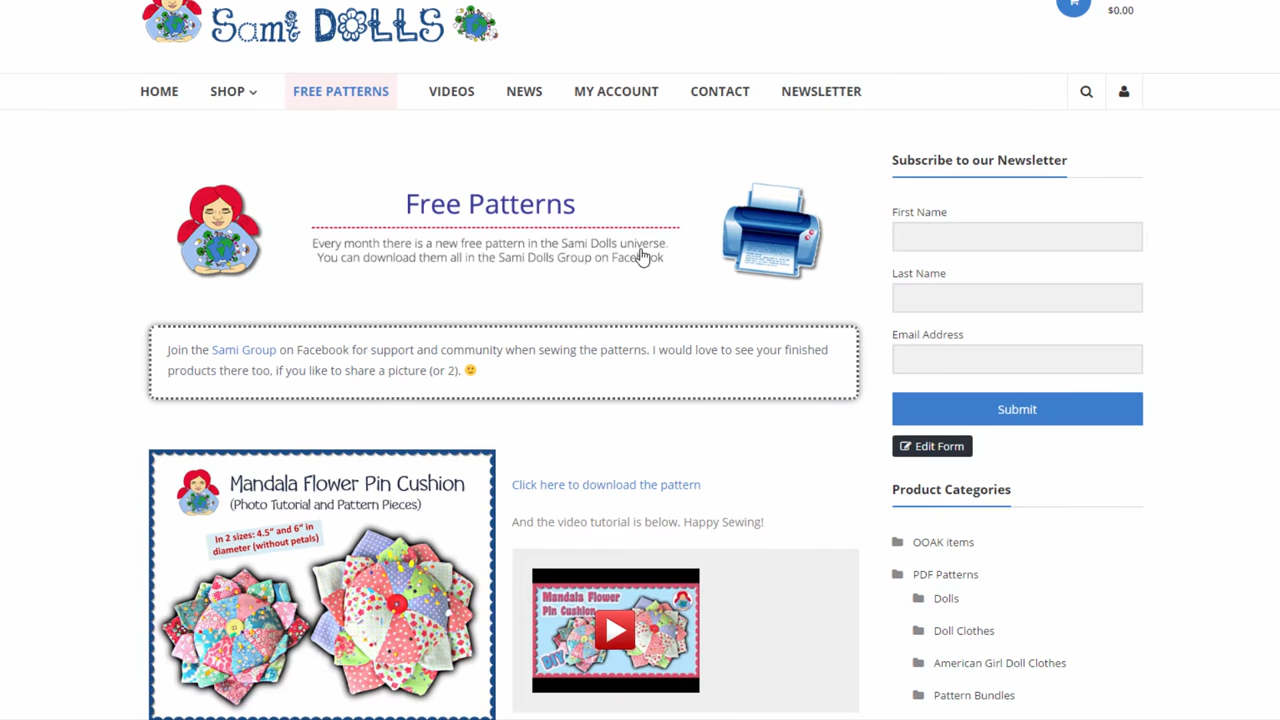 Sami DOLLS
$0.00
HOME SHOP FREE PATTERNS VIDEOS NEWS MY ACCOUNT CONTACT NEWSLETTER
Free Patterns
Every month there is a new free pattern in the Sami Dolls universe.
You can download them all in the Sami Dolls Group on Facebook
Join the Sami Group on Facebook for support and community when sewing the patterns. I would love to see your finished
products there too, if you like to share a picture (or 2). 🙂
Mandala Flower Pin Cushion
(Photo Tutorial and Pattern Pieces)
In 2 sizes: 4.5" and 6" in
diameter (without petals)
Click here to download the pattern
And the video tutorial is below. Happy Sewing!
Mandala Flower
Pin Cushion
DIY
Subscribe to our Newsletter
First Name
Last Name
Email Address
Submit
Edit Form
Product Categories
OOAK items
PDF Patterns
Dolls
Doll Clothes
American Girl Doll Clothes
Pattern Bundles